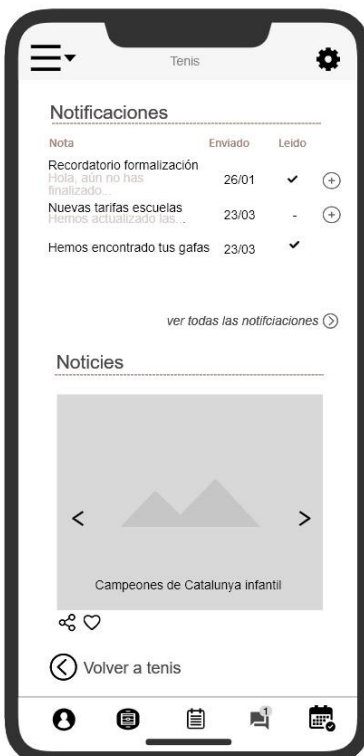 Tenis
Notificaciones
Nota Enviado Leido
Recordatorio formalización
Hola, aún no has
finalizado...
26/01
Nuevas tarifas escuelas
Hemos actualizado las...
23/03 -
Hemos encontrado tus gafas 23/03
ver todas las notifciaciones
Noticies
Campeones de Catalunya infantil
Volver a tenis
1